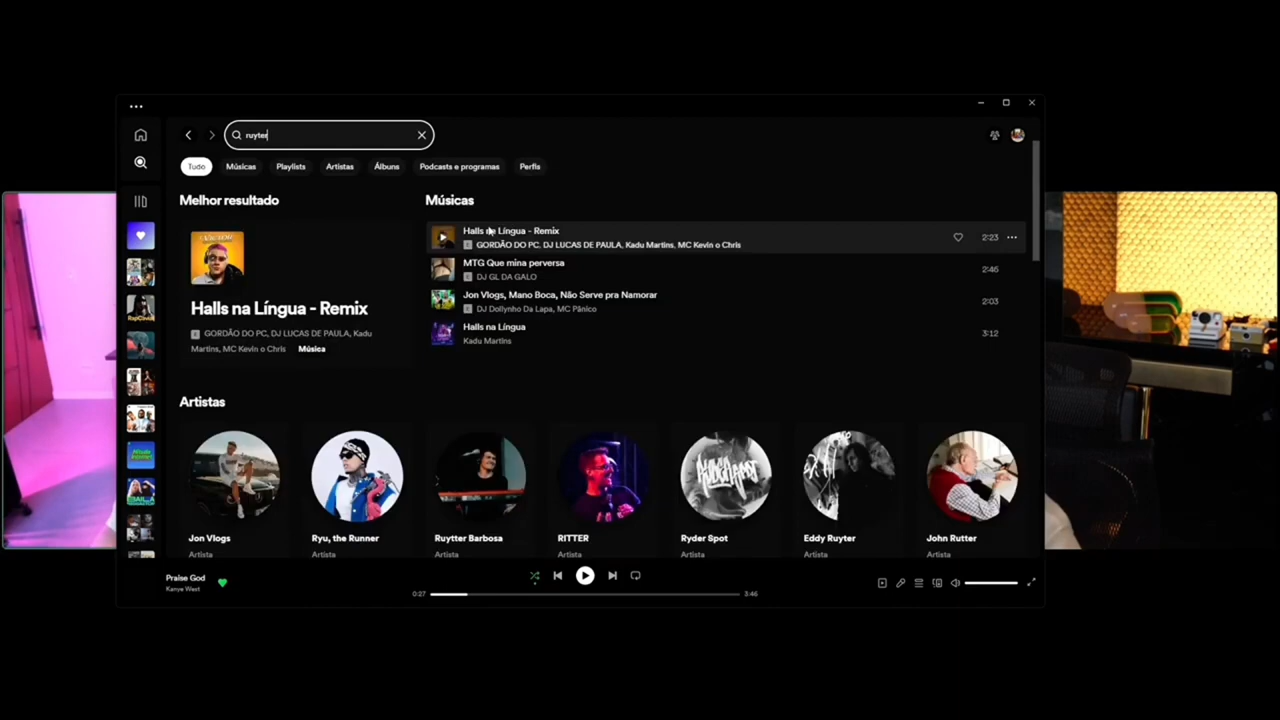 ruyter
Tudo
Músicas
Playlists
Artistas
Álbuns
Podcasts e programas
Perfis
Melhor resultado
Halls na Língua - Remix
E GORDÃO DO PC, DJ LUCAS DE PAULA, Kadu
Martins, MC Kevin o Chris Música
Músicas
Halls na Língua - Remix
E GORDÃO DO PC, DJ LUCAS DE PAULA, Kadu Martins, MC Kevin o Chris
2:23
MTG Que mina perversa
E DJ GL DA GALO
2:46
Jon Vlogs, Mano Boca, Não Serve pra Namorar
E DJ Dollynho Da Lapa, MC Pânico
2:03
Halls na Língua
Kadu Martins
3:12
Artistas
Jon Vlogs
Artista
Ryu, the Runner
Artista
Ruytter Barbosa
Artista
RITTER
Artista
Ryder Spot
Artista
Eddy Ruyter
Artista
John Rutter
Artista
Praise God
Kanye West
0:27
3:46